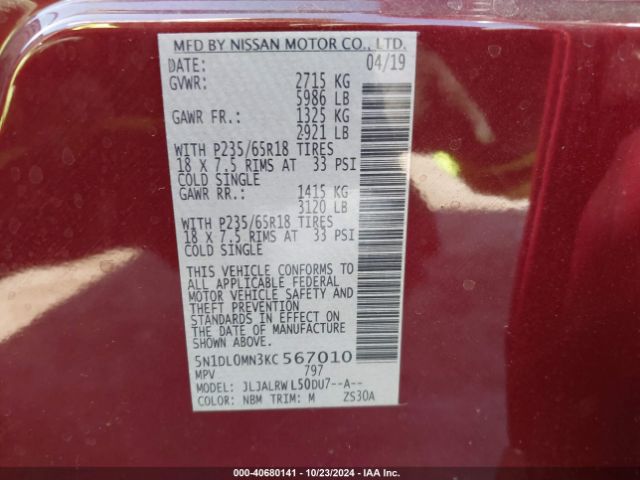 MFD BY NISSAN MOTOR CO., LTD.
DATE: 04/19
GVWR: 2715 KG
5986 LB
GAWR FR.: 1325 KG
2921 LB
WITH P235/65R18 TIRES
18 X 7.5 RIMS AT 33 PSI
COLD SINGLE
GAWR RR.: 1415 KG
3120 LB
WITH P235/65R18 TIRES
18 X 7.5 RIMS AT 33 PSI
COLD SINGLE
THIS VEHICLE CONFORMS TO
ALL APPLICABLE FEDERAL
MOTOR VEHICLE SAFETY AND
THEFT PREVENTION
STANDARDS IN EFFECT ON
THE DATE OF MANUFACTURE
SHOWN ABOVE.
5N1DL0MN3KC 567010
MPV 797
MODEL: JLJALRW L50DU7--A--
COLOR: NBM TRIM: M ZS30A
000-40680141 - 10/23/2024 - IAA Inc.